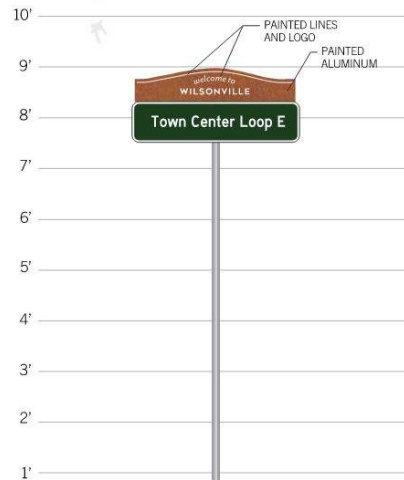 10'
PAINTED LINES
AND LOGO
9'
PAINTED
ALUMINUM
welcome to
WILSONVILLE
8'
Town Center Loop E
7'
6'
5'
4'
3'
2'
1'